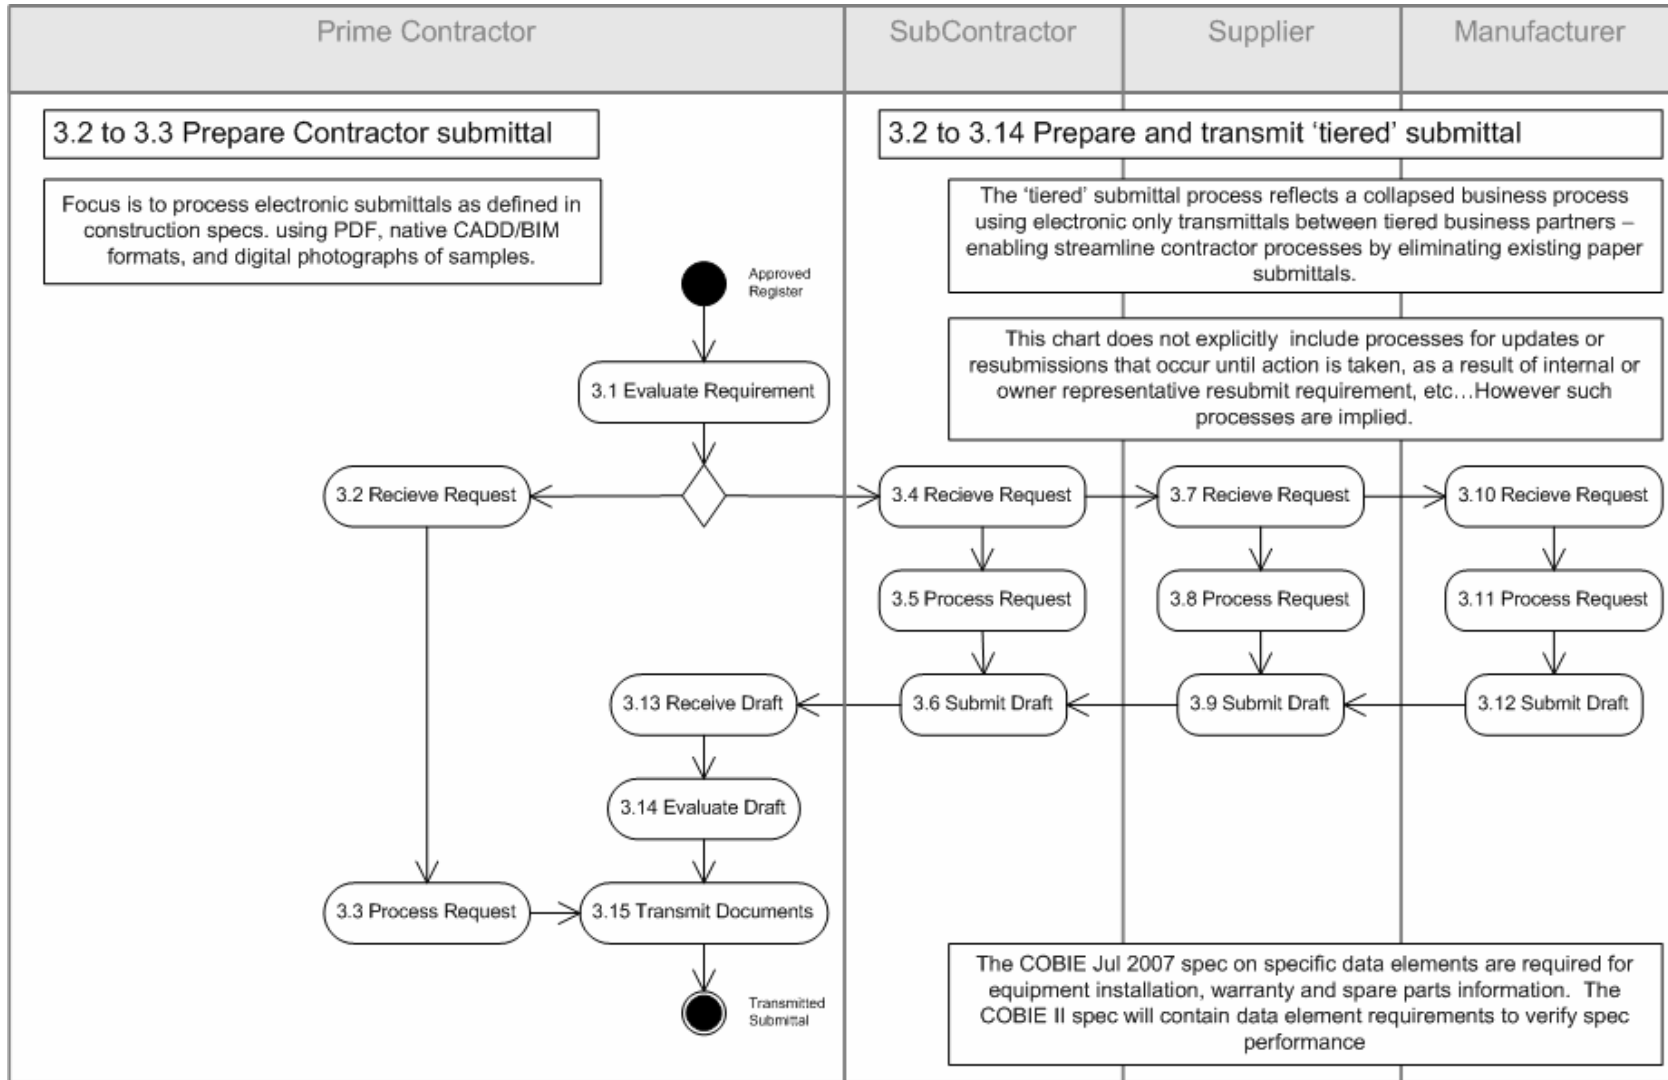 Prime Contractor
SubContractor
Supplier
Manufacturer
3.2 to 3.3 Prepare Contractor submittal
3.2 to 3.14 Prepare and transmit ‘tiered’ submittal
Focus is to process electronic submittals as defined in
construction specs. using PDF, native CADD/BIM
formats, and digital photographs of samples.
The ‘tiered’ submittal process reflects a collapsed business process
using electronic only transmittals between tiered business partners –
enabling streamline contractor processes by eliminating existing paper
submittals.
Approved
Register
This chart does not explicitly include processes for updates or
resubmissions that occur until action is taken, as a result of internal or
owner representative resubmit requirement, etc…However such
processes are implied.
3.1 Evaluate Requirement
3.2 Recieve Request
3.4 Recieve Request
3.7 Recieve Request
3.10 Recieve Request
3.5 Process Request
3.8 Process Request
3.11 Process Request
3.13 Receive Draft
3.6 Submit Draft
3.9 Submit Draft
3.12 Submit Draft
3.14 Evaluate Draft
3.3 Process Request
3.15 Transmit Documents
Transmitted
Submittal
The COBIE Jul 2007 spec on specific data elements are required for
equipment installation, warranty and spare parts information. The
COBIE II spec will contain data element requirements to verify spec
performance